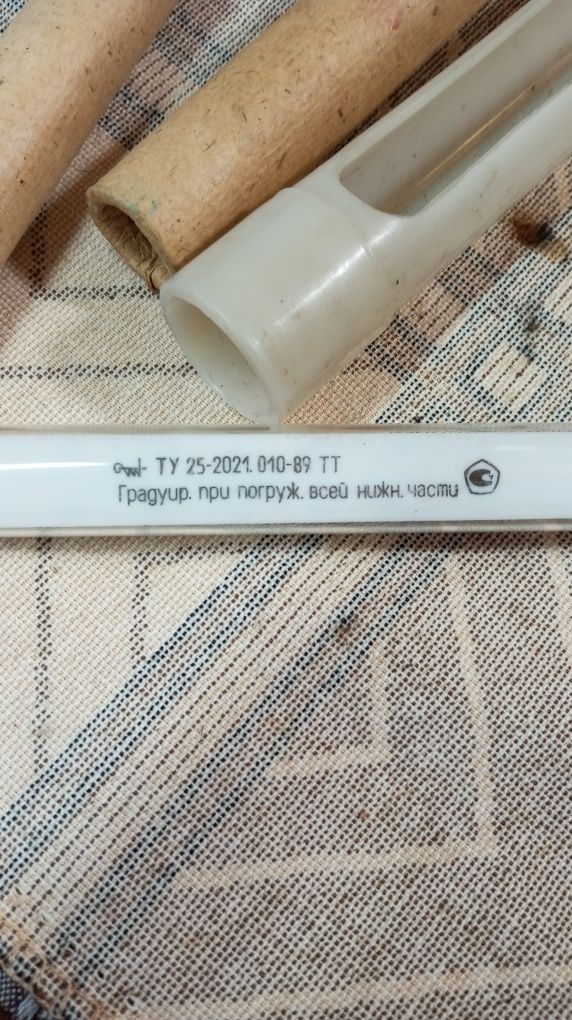 ТУ 25-2021.010-89 ТТ
Градуир. при погруж. всей нижн. части